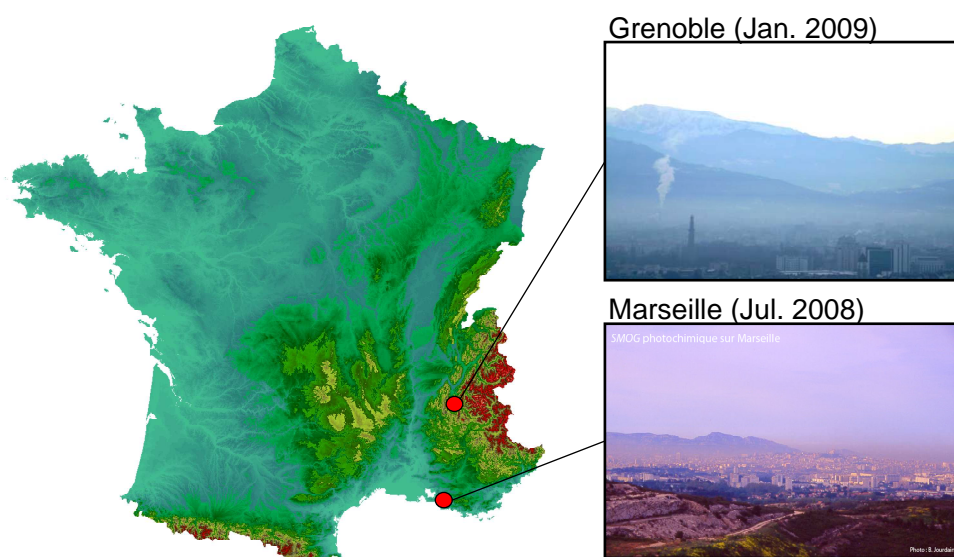 Grenoble (Jan. 2009)
Marseille (Jul. 2008)
SMOG photochimique sur Marseille
Photo : B. Jourdain